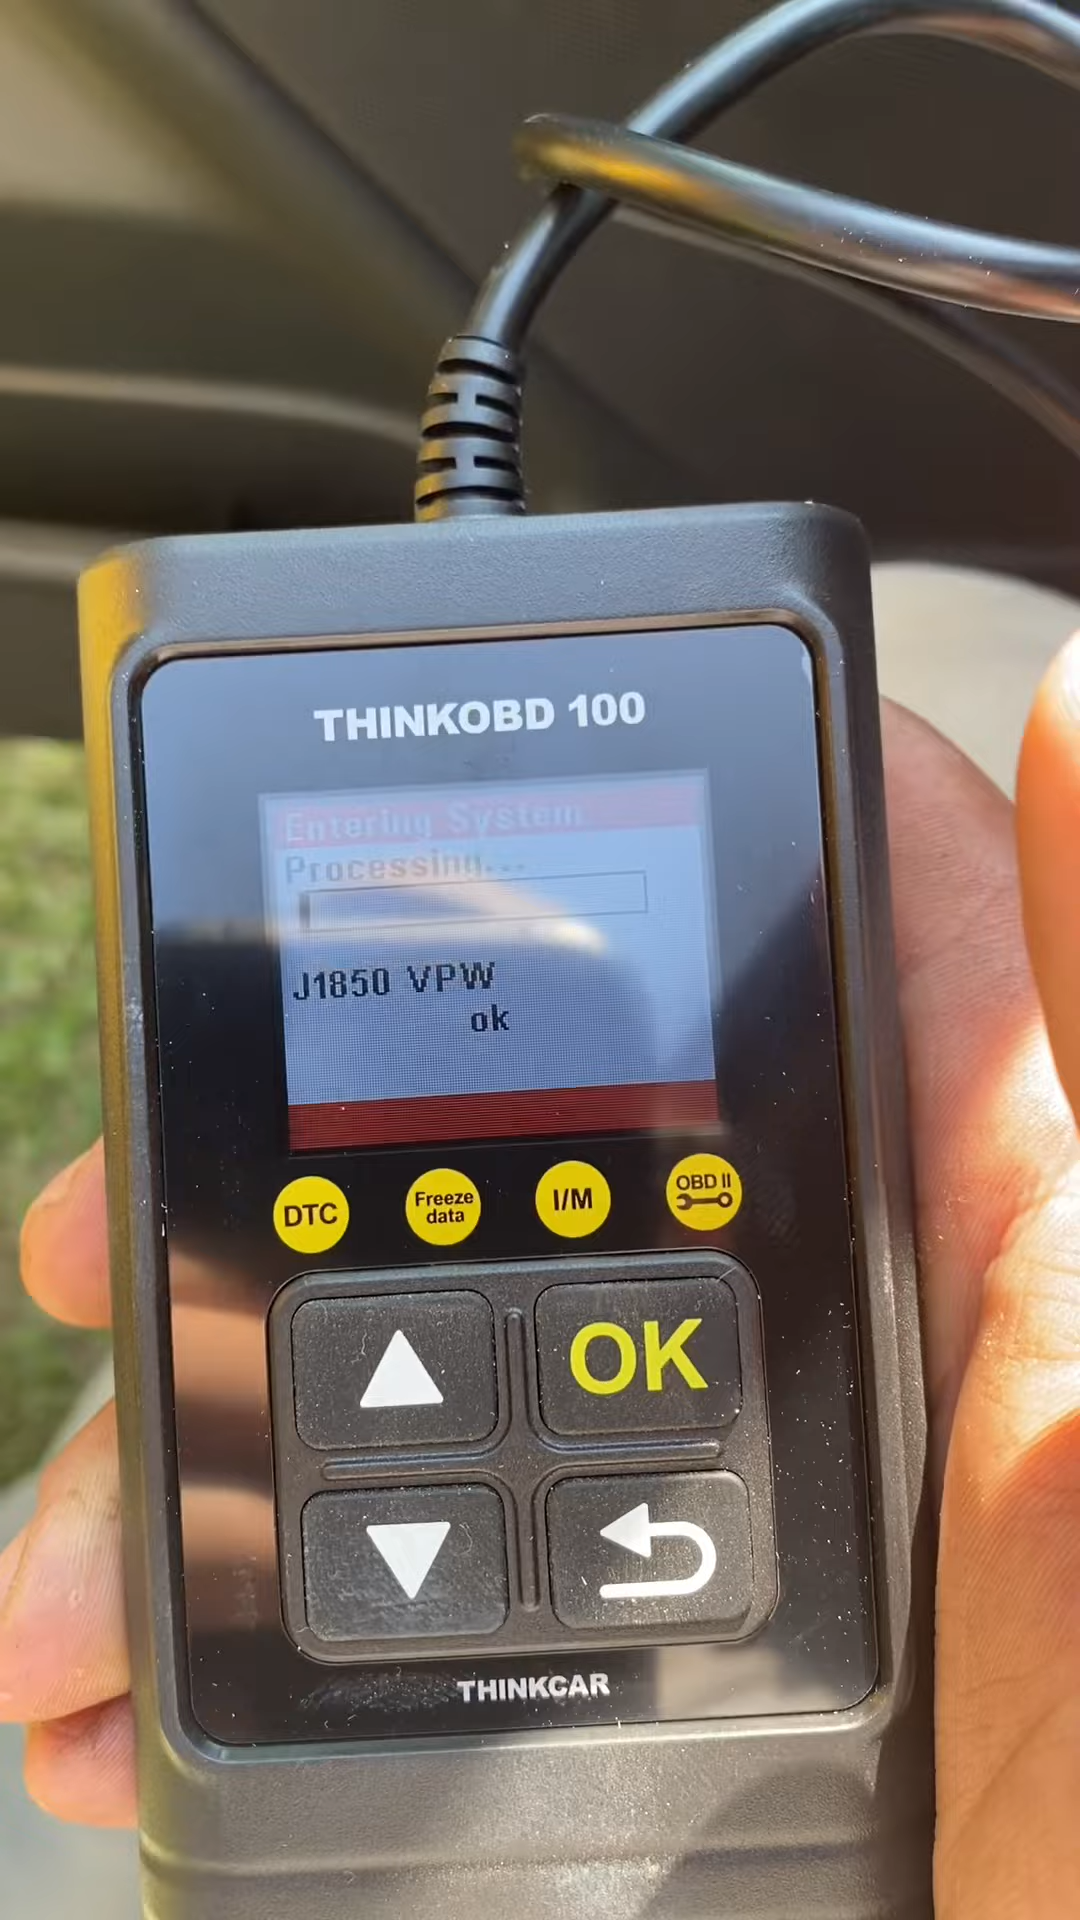 THINKOBD 100
Entering System
Processing...
J1850 VPW
ok
DTC
Freeze
data
I/M
OBD II
OK
THINKCAR